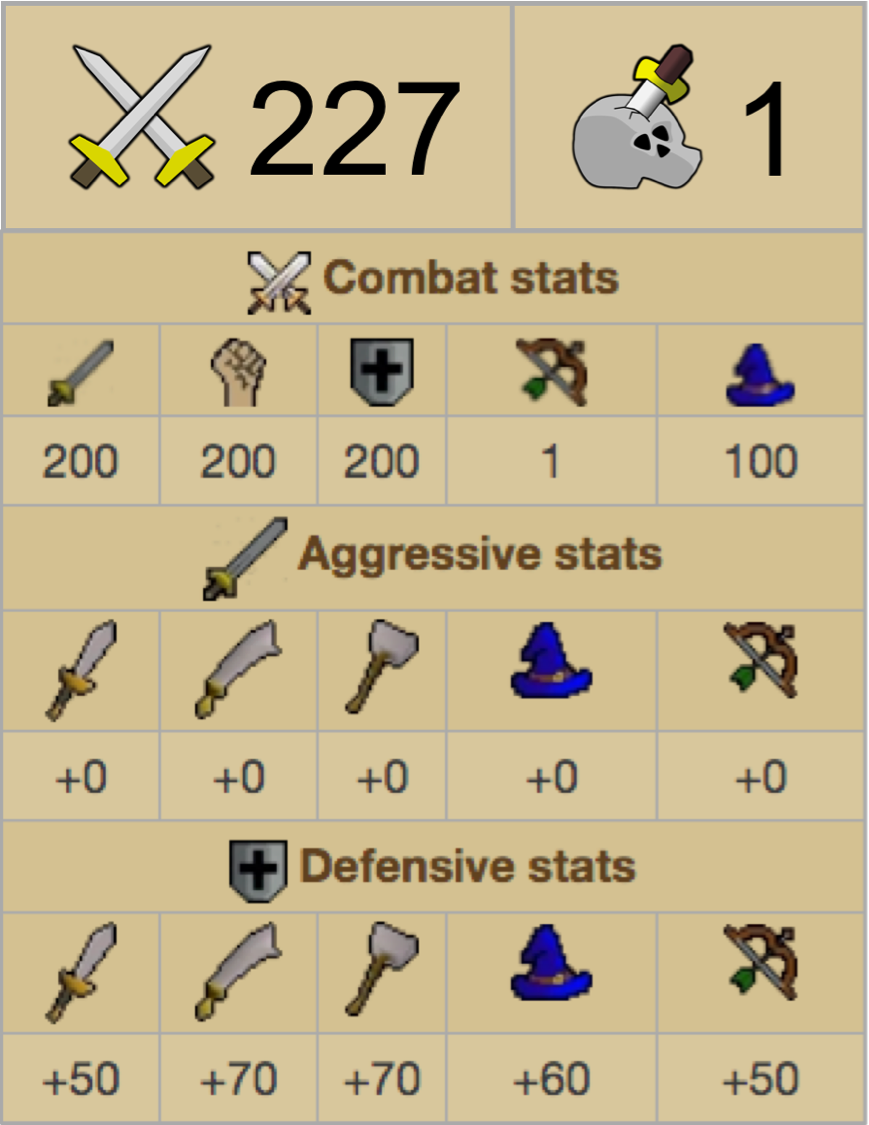 227 1
Combat stats
200 200 200 1 100
Aggressive stats
+0 +0 +0 +0 +0
Defensive stats
+50 +70 +70 +60 +50